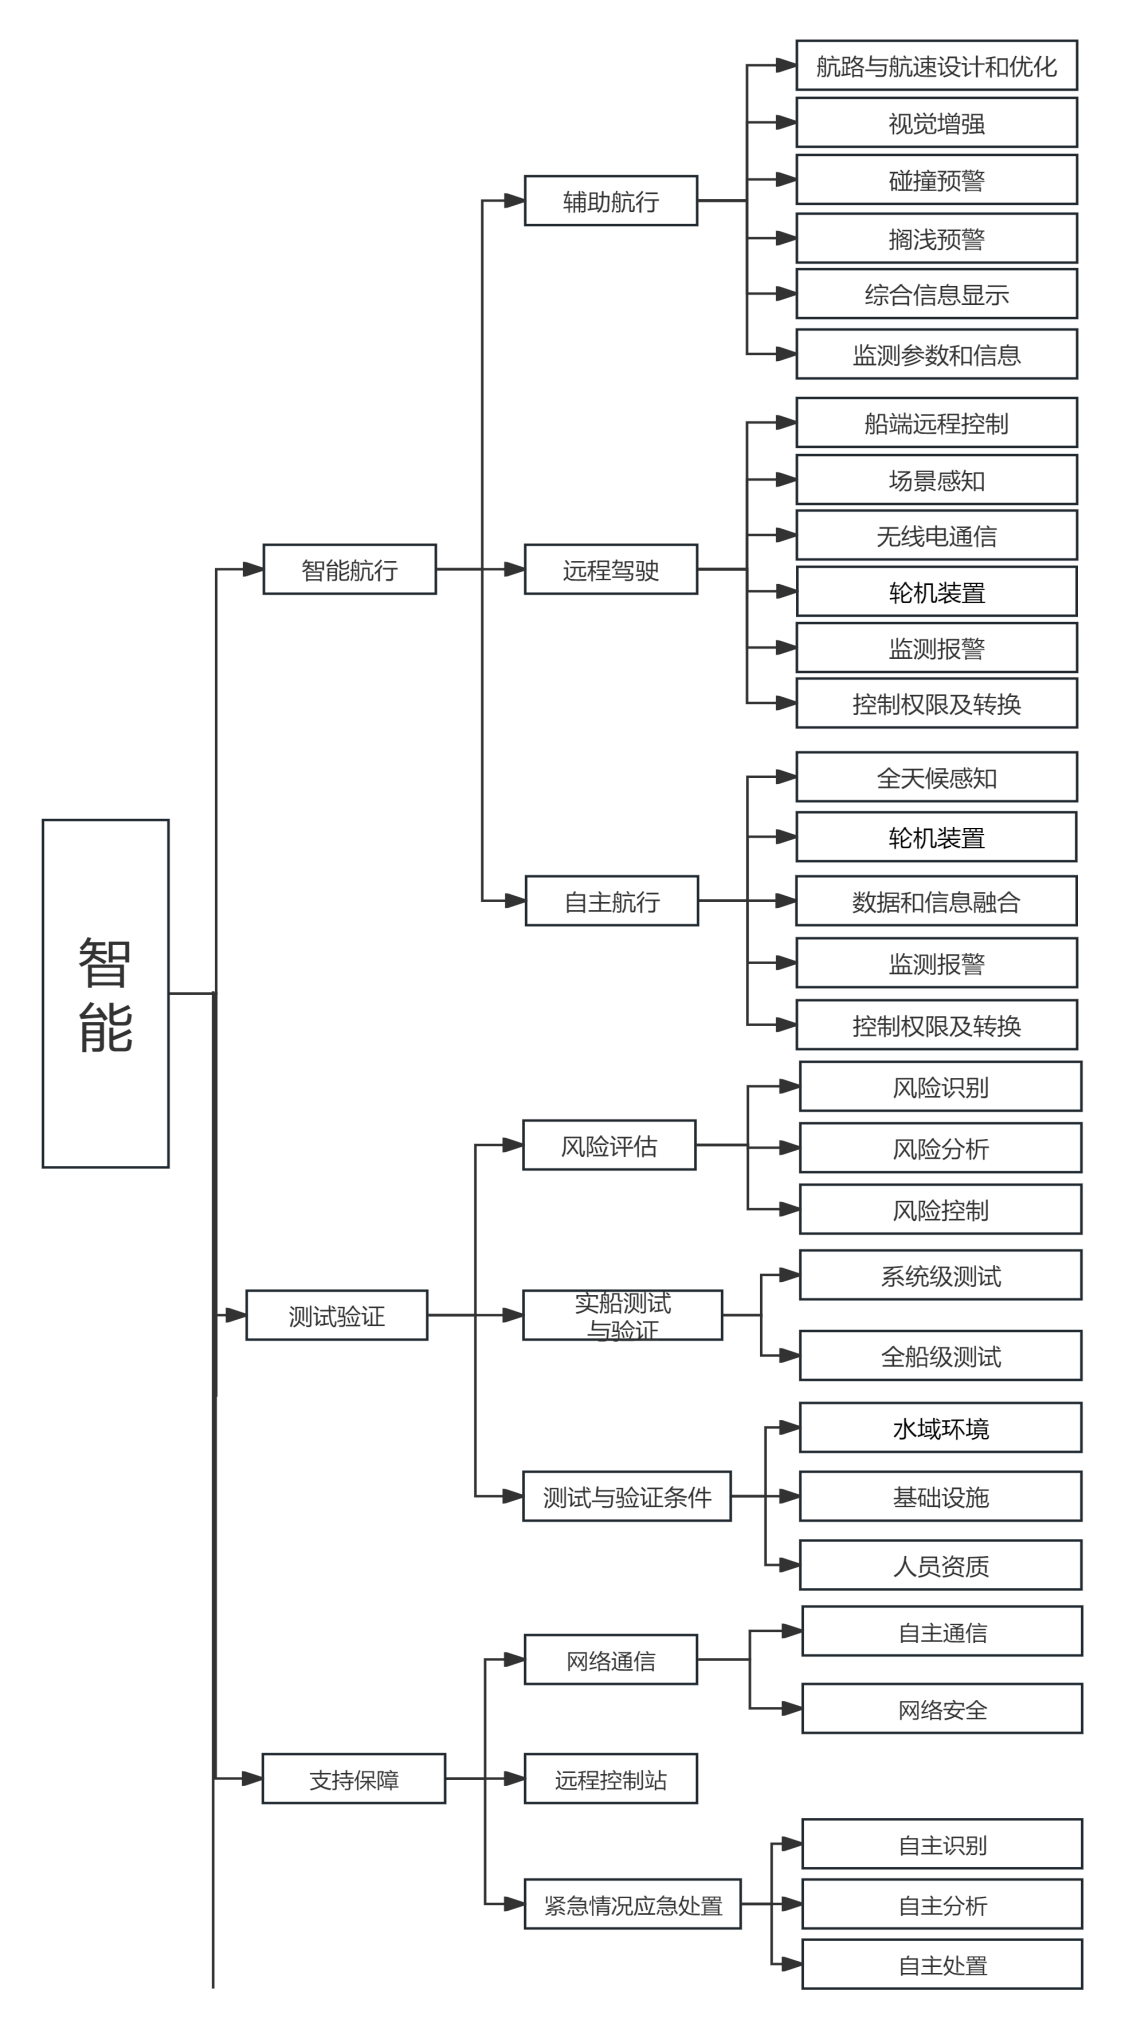 智
能
智能航行
辅助航行
航路与航速设计和优化
视觉增强
碰撞预警
搁浅预警
综合信息显示
监测参数和信息
远程驾驶
船端远程控制
场景感知
无线电通信
轮机装置
监测报警
控制权限及转换
自主航行
全天候感知
轮机装置
数据和信息融合
监测报警
控制权限及转换
测试验证
风险评估
风险识别
风险分析
风险控制
实船测试
与验证
系统级测试
全船级测试
测试与验证条件
水域环境
基础设施
人员资质
支持保障
网络通信
自主通信
网络安全
远程控制站
紧急情况应急处置
自主识别
自主分析
自主处置